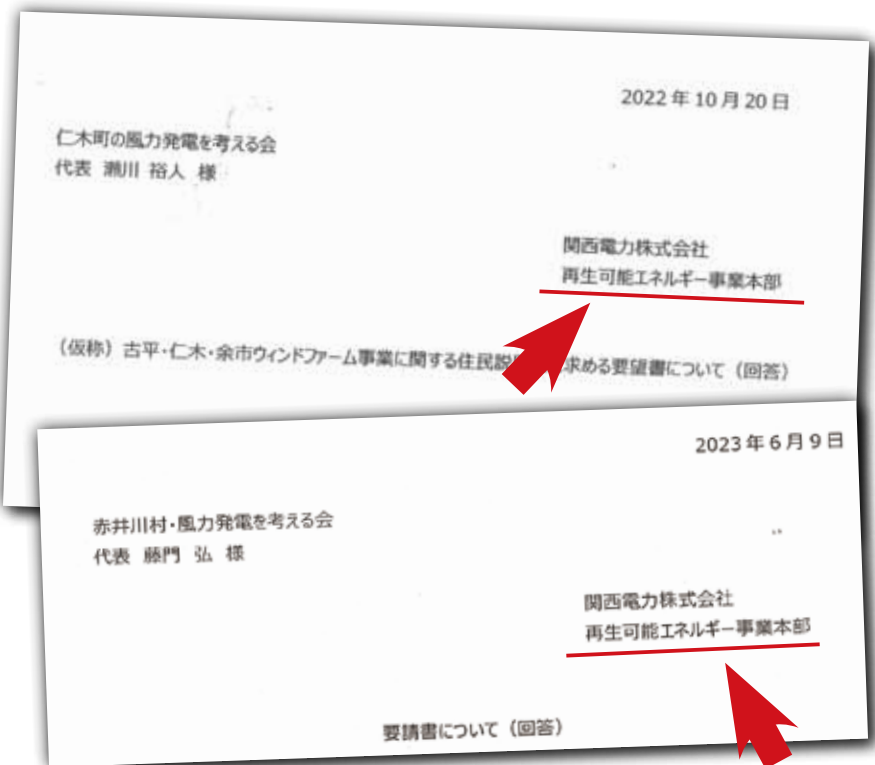 2022年10月20日
仁木町の風力発電を考える会
代表 瀬川 裕人 様
関西電力株式会社
再生可能エネルギー事業本部
(仮称)古平・仁木・余市ウィンドファーム事業に関する住民説 求める要望書について(回答)
2023年6月9日
赤井川村・風力発電を考える会
代表 藤門 弘 様
関西電力株式会社
再生可能エネルギー事業本部
要請書について(回答)